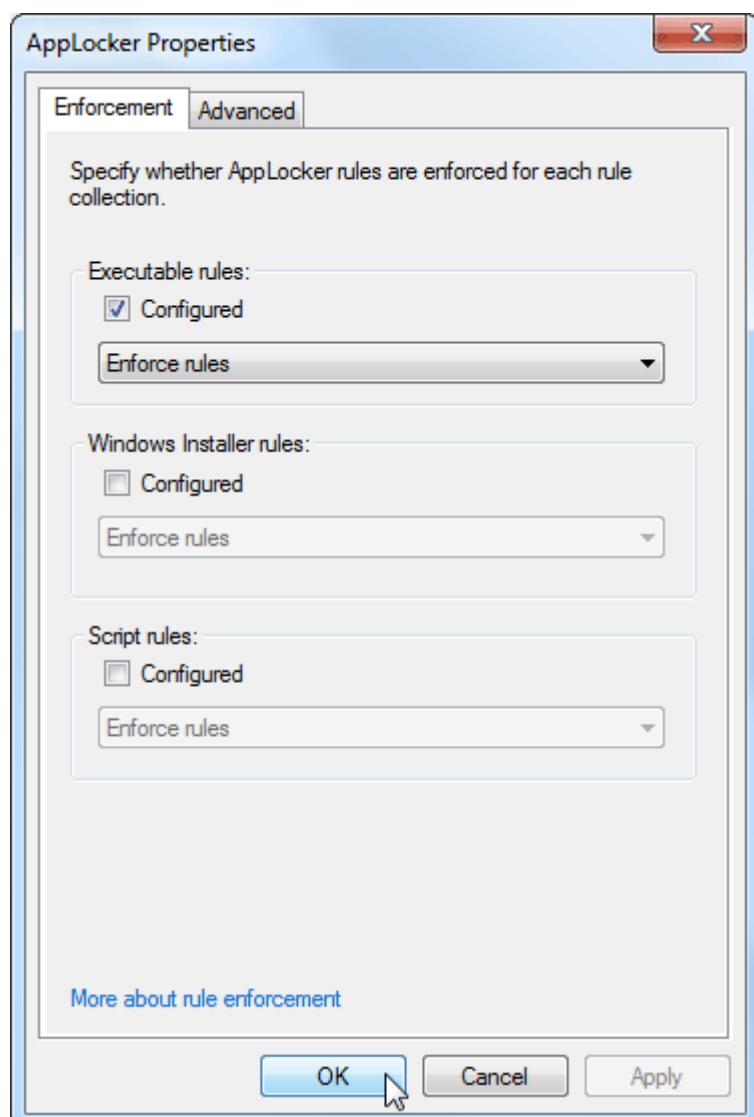 AppLocker Properties
Enforcement
Advanced
Specify whether AppLocker rules are enforced for each rule
collection.
Executable rules:
Configured
Enforce rules
Windows Installer rules:
Configured
Enforce rules
Script rules:
Configured
Enforce rules
More about rule enforcement
OK
Cancel
Apply